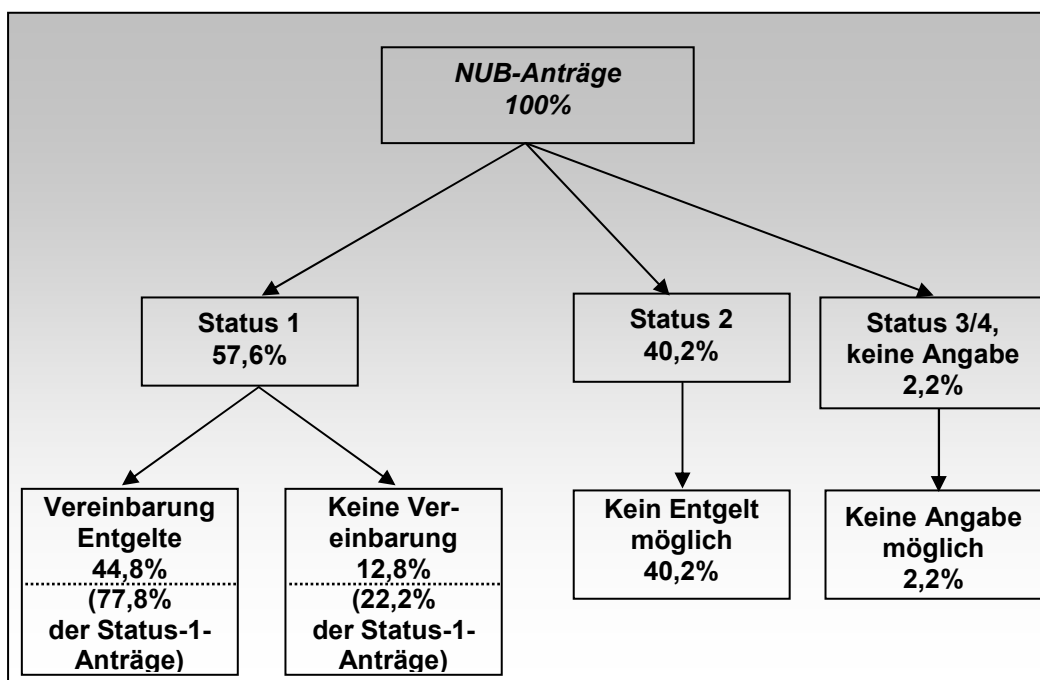 NUB-Anträge
100%
Status 1
57,6%
Status 2
40,2%
Status 3/4,
keine Angabe
2,2%
Vereinbarung
Entgelte
44,8%
(77,8%
der Status-1-
Anträge)
Keine Ver-
einbarung
12,8%
(22,2%
der Status-1-
Anträge)
Kein Entgelt
möglich
40,2%
Keine Angabe
möglich
2,2%